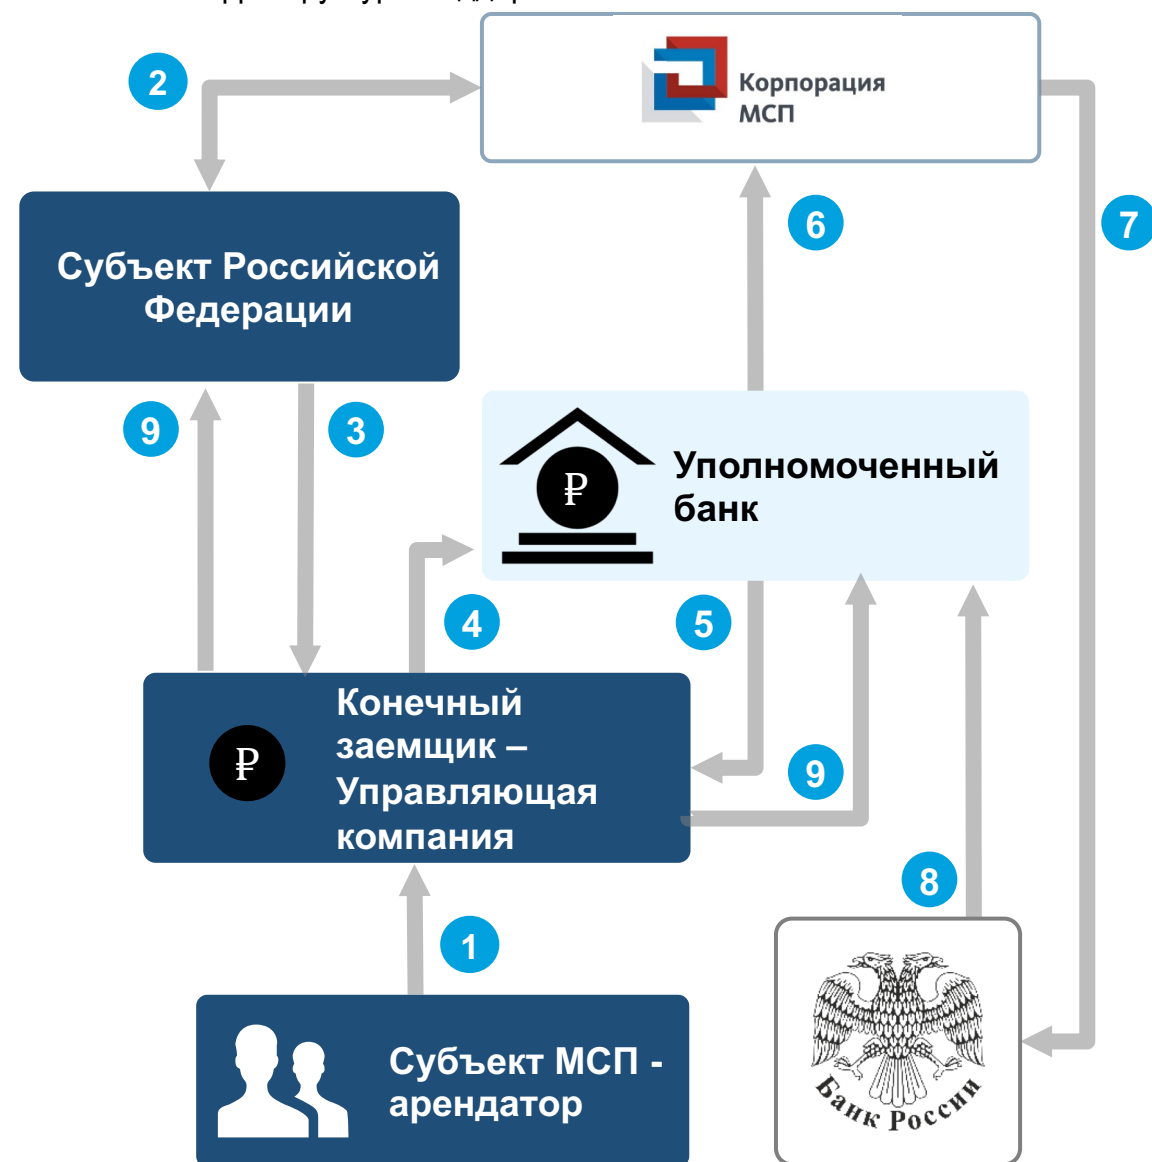 2
Корпорация
МСП
6
7
Субъект Российской
Федерации
9
3
₽
Уполномоченный
банк
4
5
₽
Конечный
заемщик –
Управляющая
компания
9
8
1
Субъект МСП -
арендатор
Банк России